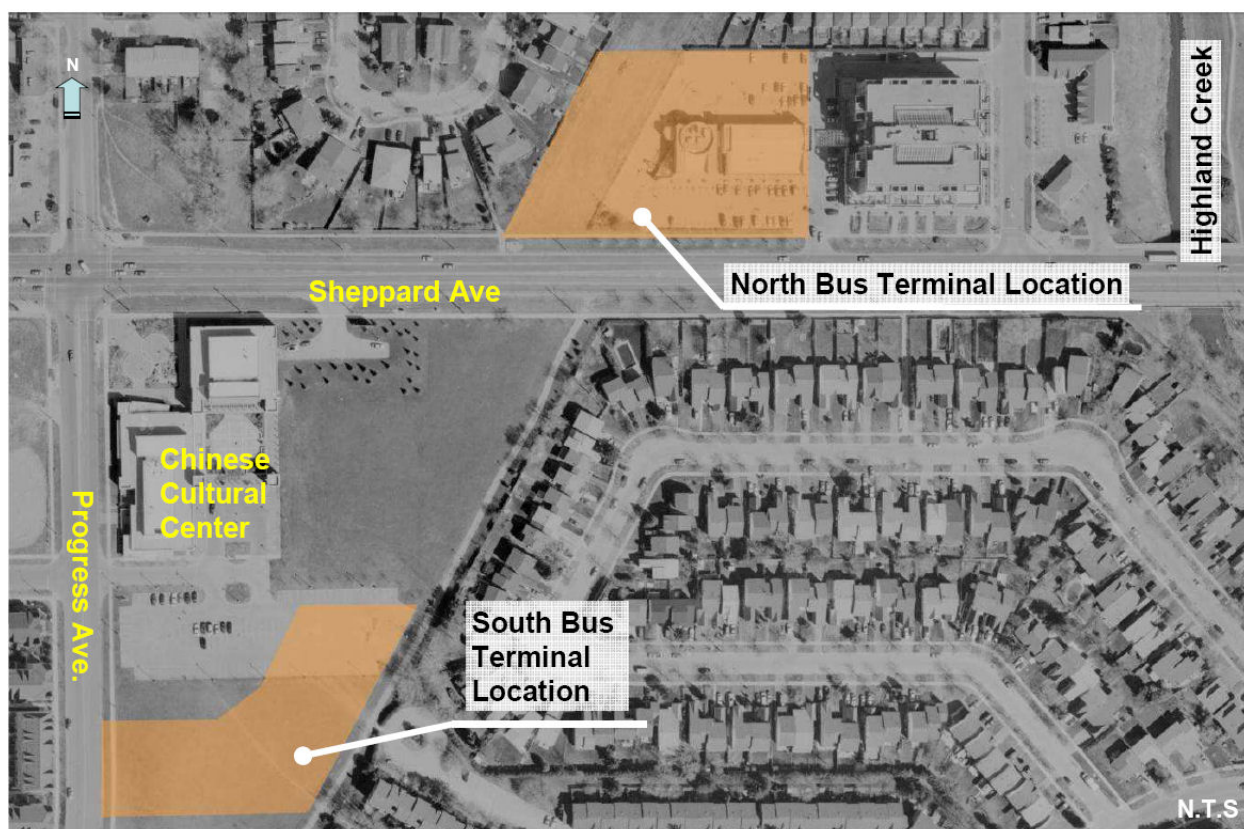 N
Highland Creek
North Bus Terminal Location
Sheppard Ave
Chinese
Cultural
Center
Progress Ave.
South Bus
Terminal
Location
N.T.S